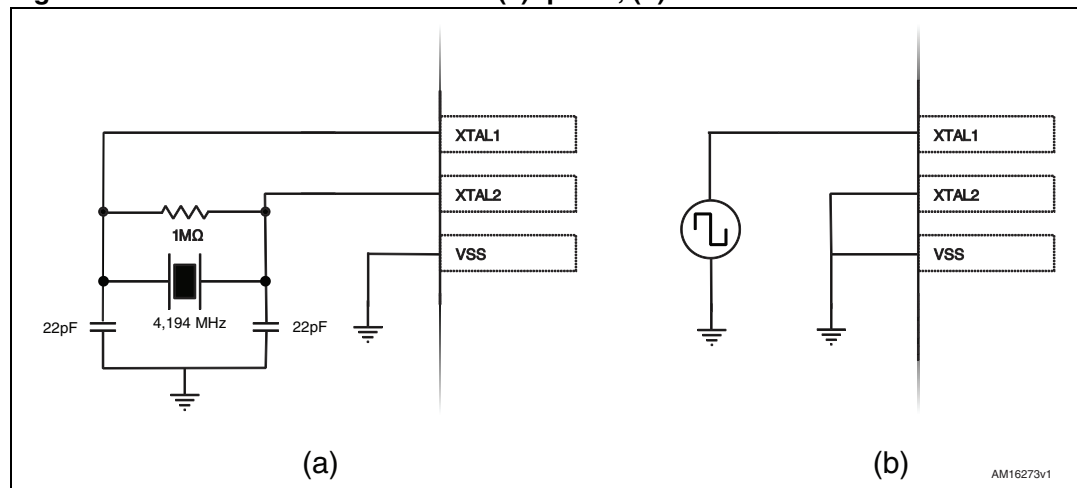 XTAL1
XTAL2
1MΩ
VSS
22pF
4,194 MHz
22pF
(a)
XTAL1
XTAL2
VSS
(b)
AM16273v1